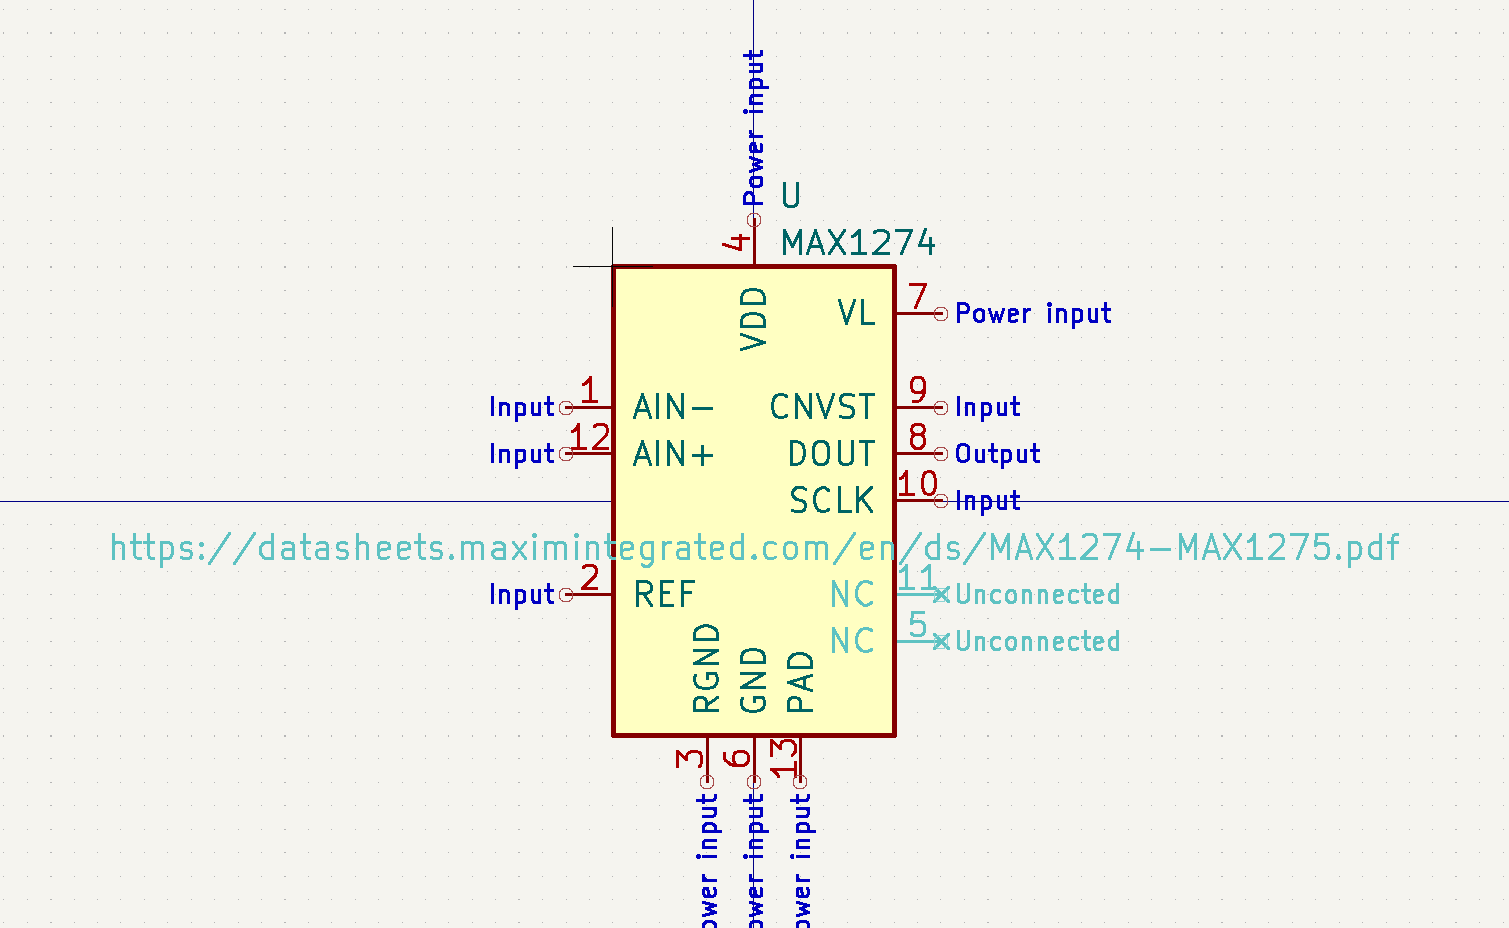 Power input
U
4
MAX1274
VDD
VL
7
Power input
Input
1
AIN-
CNVST
9
Input
Input
12
AIN+
DOUT
8
Output
SCLK
10
Input
https://datasheets.maximintegrated.com/en/ds/MAX1274-MAX1275.pdf
Input
2
REF
NC
11
Unconnected
NC
5
Unconnected
RGND
GND
PAD
3
6
13
ower input
ower input
ower input